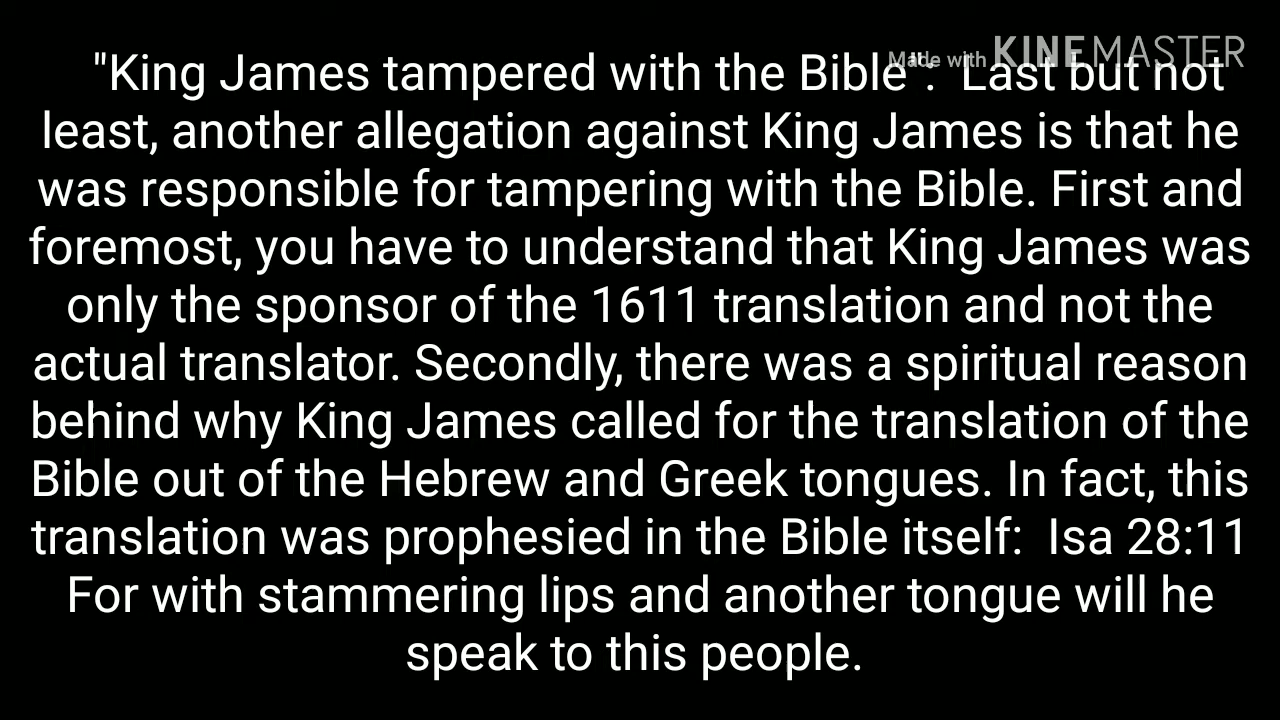 Made with KINEMASTER
"King James tampered with the Bible":  Last but not
least, another allegation against King James is that he
was responsible for tampering with the Bible. First and
foremost, you have to understand that King James was
only the sponsor of the 1611 translation and not the
actual translator. Secondly, there was a spiritual reason
behind why King James called for the translation of the
Bible out of the Hebrew and Greek tongues. In fact, this
translation was prophesied in the Bible itself:  Isa 28:11
For with stammering lips and another tongue will he
speak to this people.